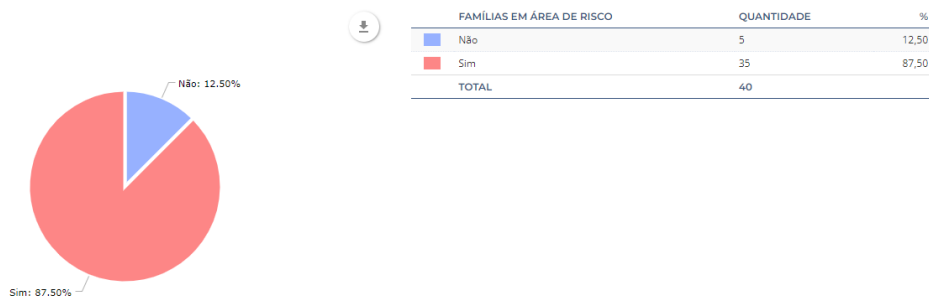 FAMÍLIAS EM ÁREA DE RISCO QUANTIDADE %
Não 5 12,50
Sim 35 87,50
TOTAL 40
Não: 12.50%
Sim: 87.50%